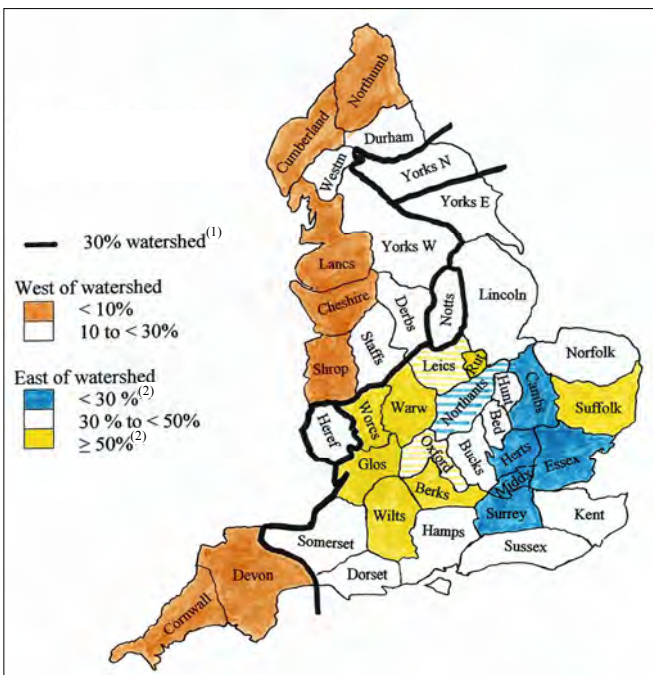 30% watershed(1)
West of watershed
< 10%
10 to < 30%
East of watershed
<30 %(2)
30 % to < 50%
≥ 50%(2)
Northumb
Cumberland
Durham
Westm
Yorks N
Yorks E
Yorks W
Lancs
Cheshire
Derbs
Notts
Lincoln
Staffs
Shrop
Leics
Rut
Norfolk
Heref
Worcs
Warw
Northants
Hunt
Cambs
Suffolk
Bed
Glos
Oxford
Bucks
Herts
Essex
Middx
Berks
Wilts
Surrey
Kent
Somerset
Hamps
Sussex
Dorset
Devon
Cornwall